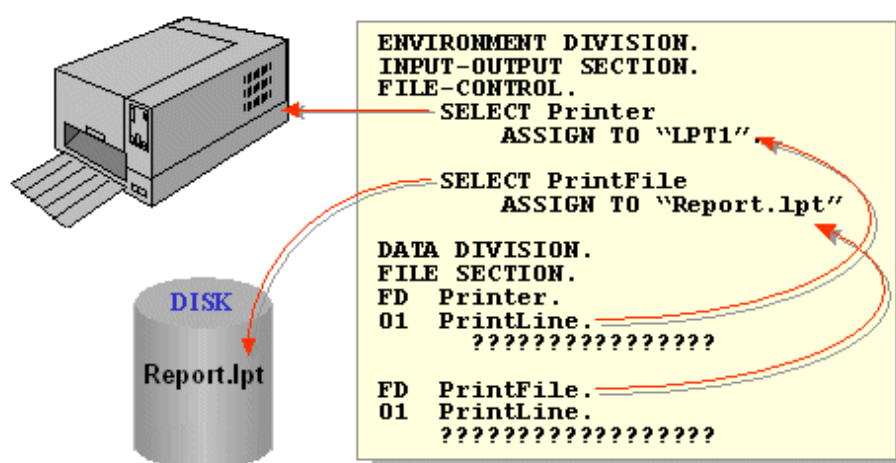 ENVIRONMENT DIVISION.
INPUT-OUTPUT SECTION.
FILE-CONTROL.
SELECT Printer
ASSIGN TO “LPT1”.
SELECT PrintFile
ASSIGN TO “Report.lpt”
DATA DIVISION.
FILE SECTION.
FD Printer.
01 PrintLine.
????????????????
FD PrintFile.
01 PrintLine.
??????????????????
DISK
Report.lpt